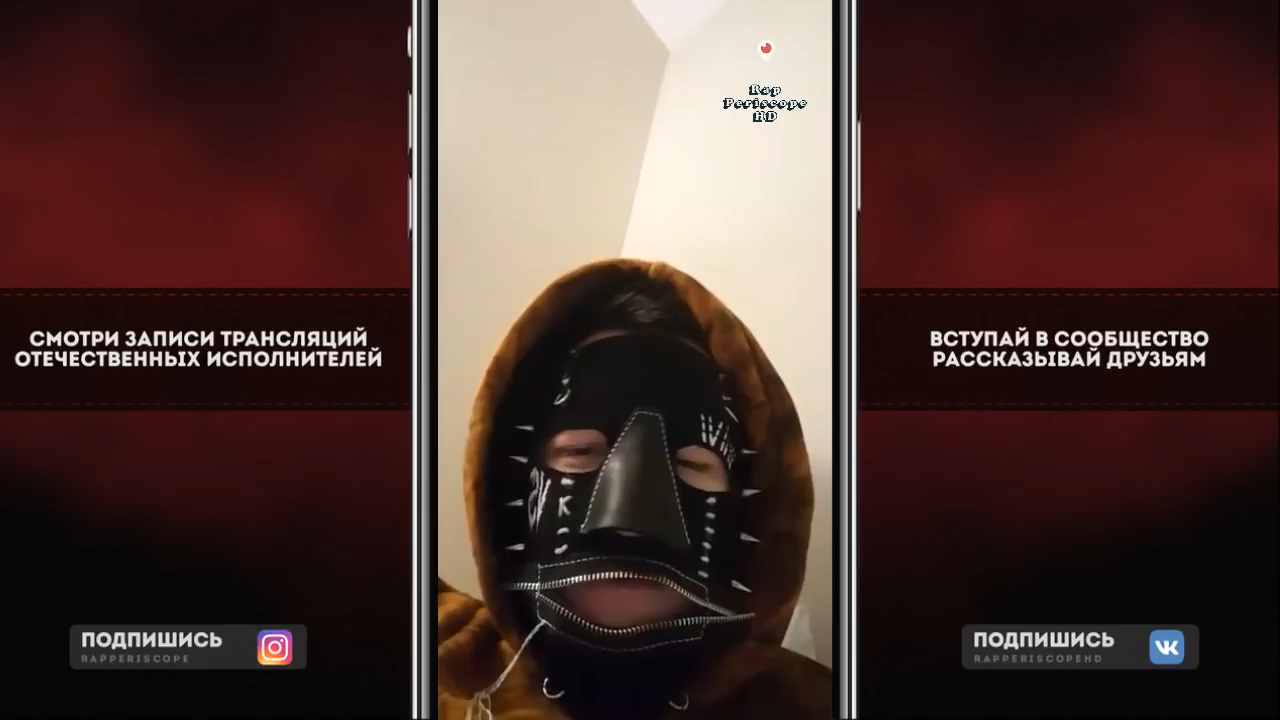 Rap
Periscope
HD
СМОТРИ ЗАПИСИ ТРАНСЛЯЦИЙ
ОТЕЧЕСТВЕННЫХ ИСПОЛНИТЕЛЕЙ
ВСТУПАЙ В СООБЩЕСТВО
РАССКАЗЫВАЙ ДРУЗЬЯМ
ПОДПИШИСЬ
RAPPERISCOPE
ПОДПИШИСЬ
RAPPERISCOPEHD